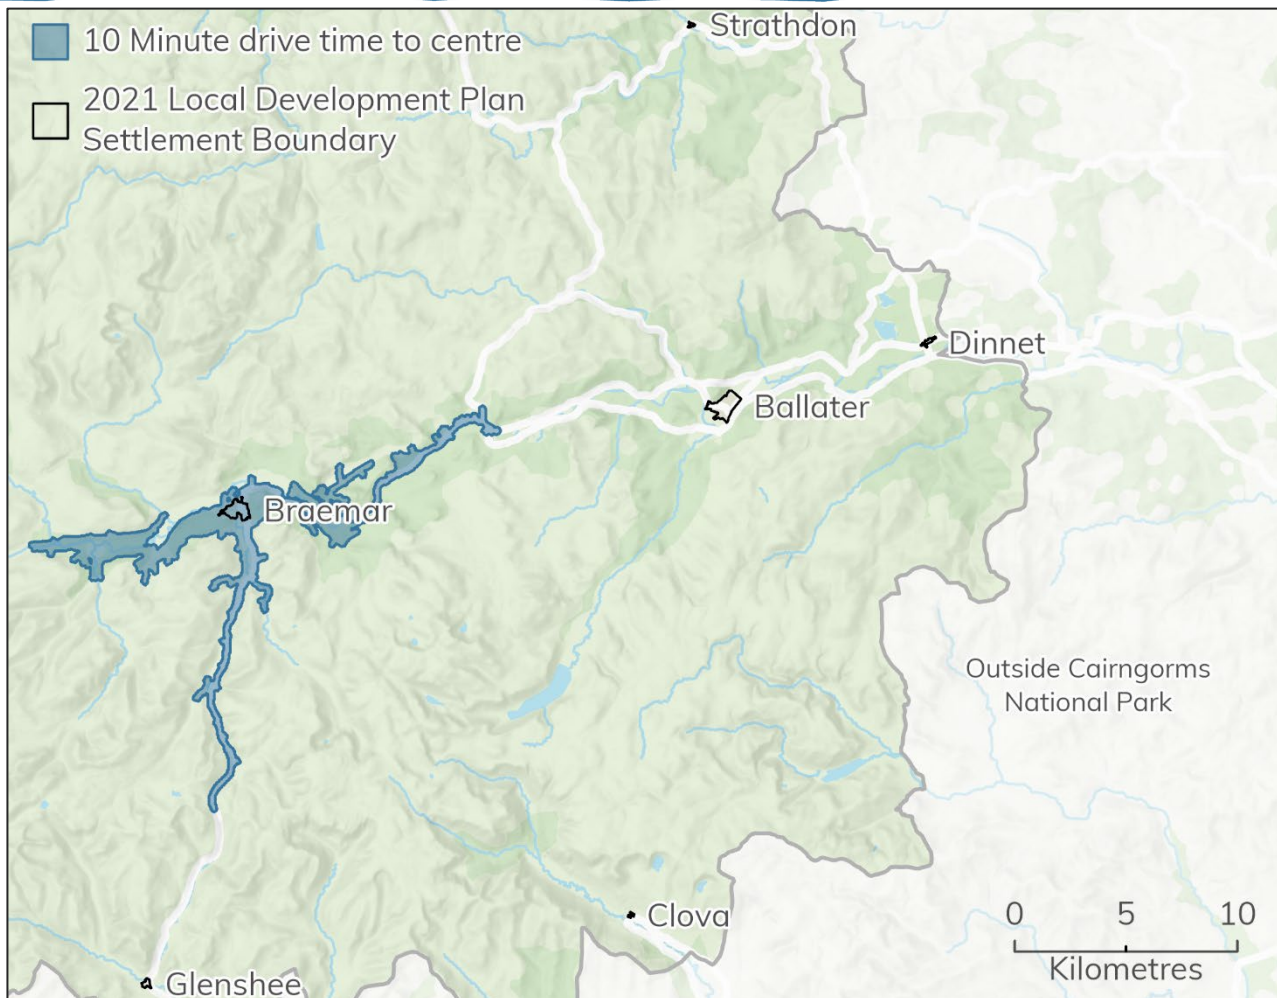 10 Minute drive time to centre
2021 Local Development Plan
Settlement Boundary
Strathdon
Dinnet
Ballater
Braemar
Outside Cairngorms
National Park
Clova
Glenshee
0 5 10
Kilometres